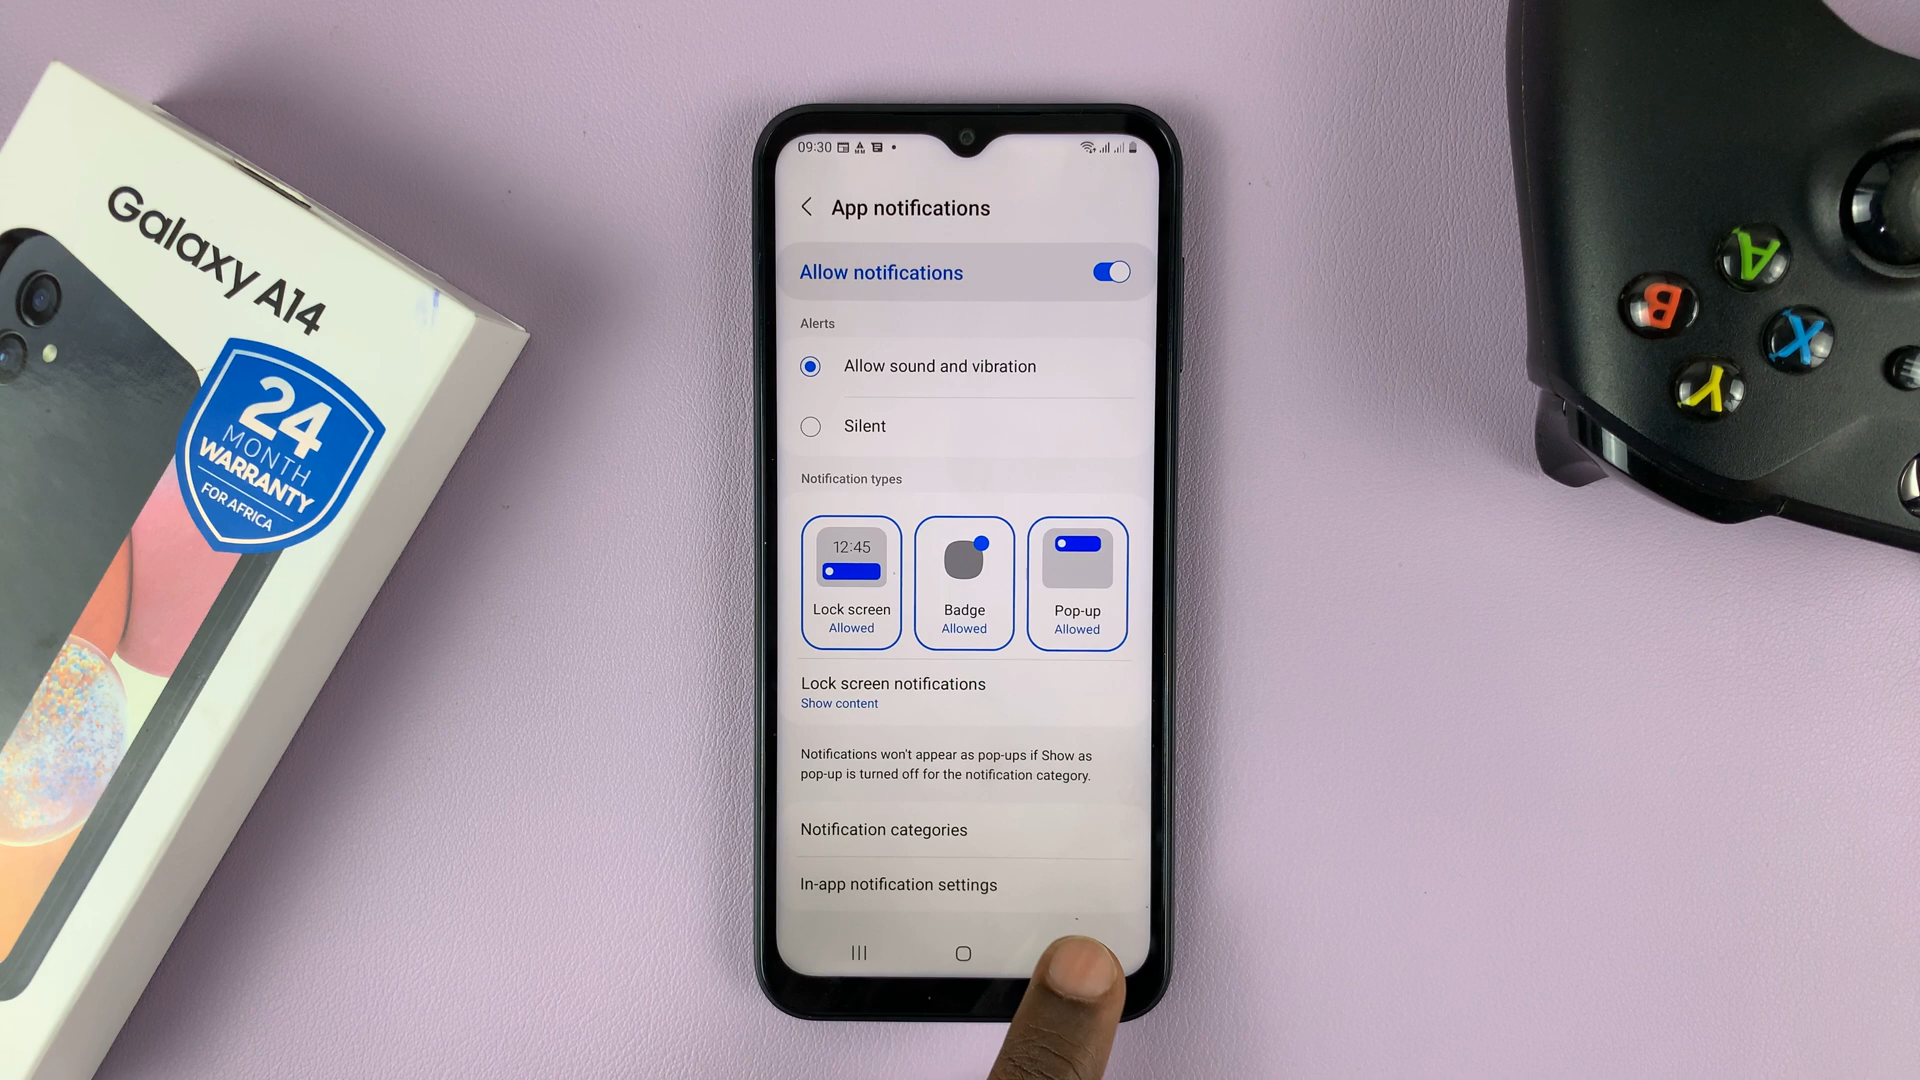 Galaxy A14
24
MONTH
WARRANTY
FOR AFRICA
09:30
App notifications
Allow notifications
Alerts
Allow sound and vibration
Silent
Notification types
12:45
Lock screen
Allowed
Badge
Allowed
Pop-up
Allowed
Lock screen notifications
Show content
Notifications won't appear as pop-ups if Show as
pop-up is turned off for the notification category.
Notification categories
In-app notification settings
A
B
X
Y